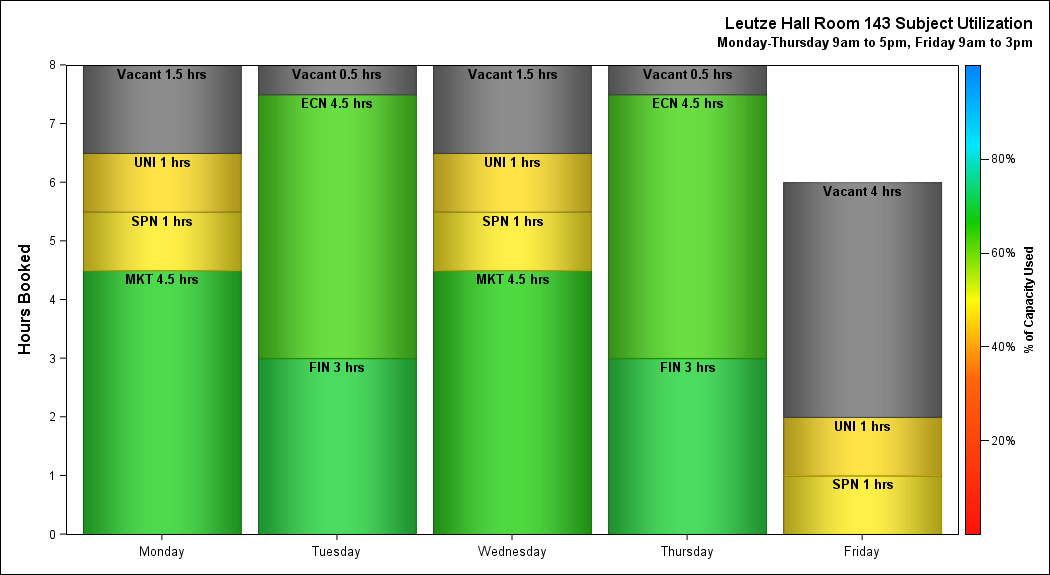 Leutze Hall Room 143 Subject Utilization
Monday-Thursday 9am to 5pm, Friday 9am to 3pm
Hours Booked
8
7
6
5
4
3
2
1
0
Vacant 1.5 hrs
UNI 1 hrs
SPN 1 hrs
MKT 4.5 hrs
Vacant 0.5 hrs
ECN 4.5 hrs
FIN 3 hrs
Vacant 1.5 hrs
UNI 1 hrs
SPN 1 hrs
MKT 4.5 hrs
Vacant 0.5 hrs
ECN 4.5 hrs
FIN 3 hrs
Vacant 4 hrs
UNI 1 hrs
SPN 1 hrs
Monday
Tuesday
Wednesday
Thursday
Friday
80%
60%
40%
20%
% of Capacity Used